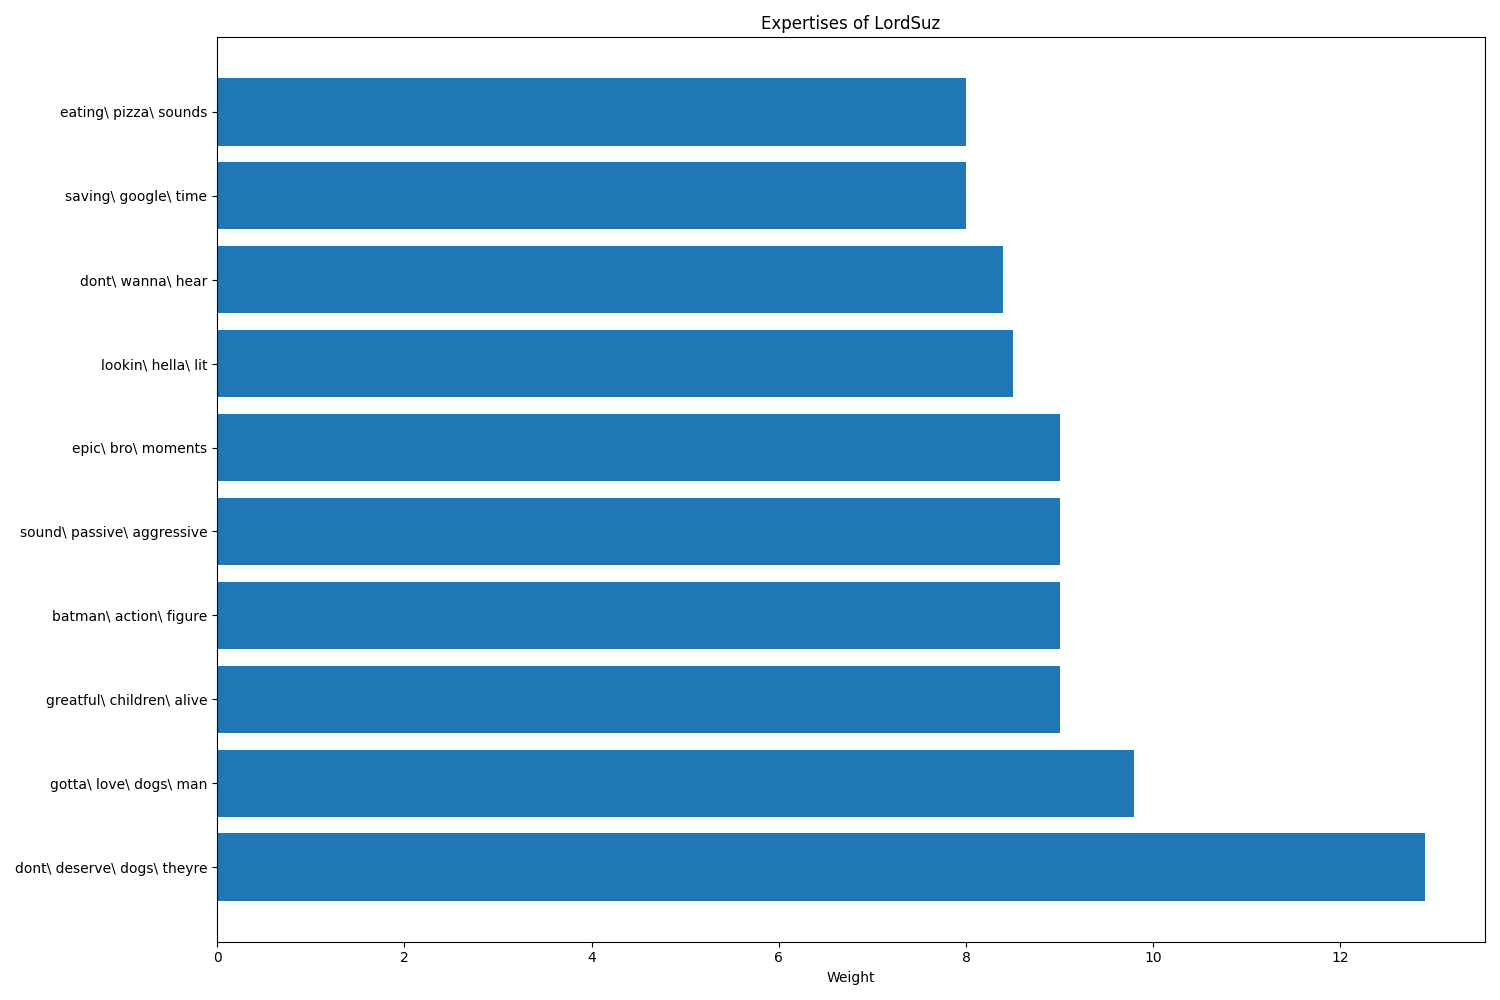 Expertises of LordSuz
eating\ pizza\ sounds
saving\ google\ time
dont\ wanna\ hear
lookin\ hella\ lit
epic\ bro\ moments
sound\ passive\ aggressive
batman\ action\ figure
greatful\ children\ alive
gotta\ love\ dogs\ man
dont\ deserve\ dogs\ theyre
0 2 4 6 8 10 12
Weight